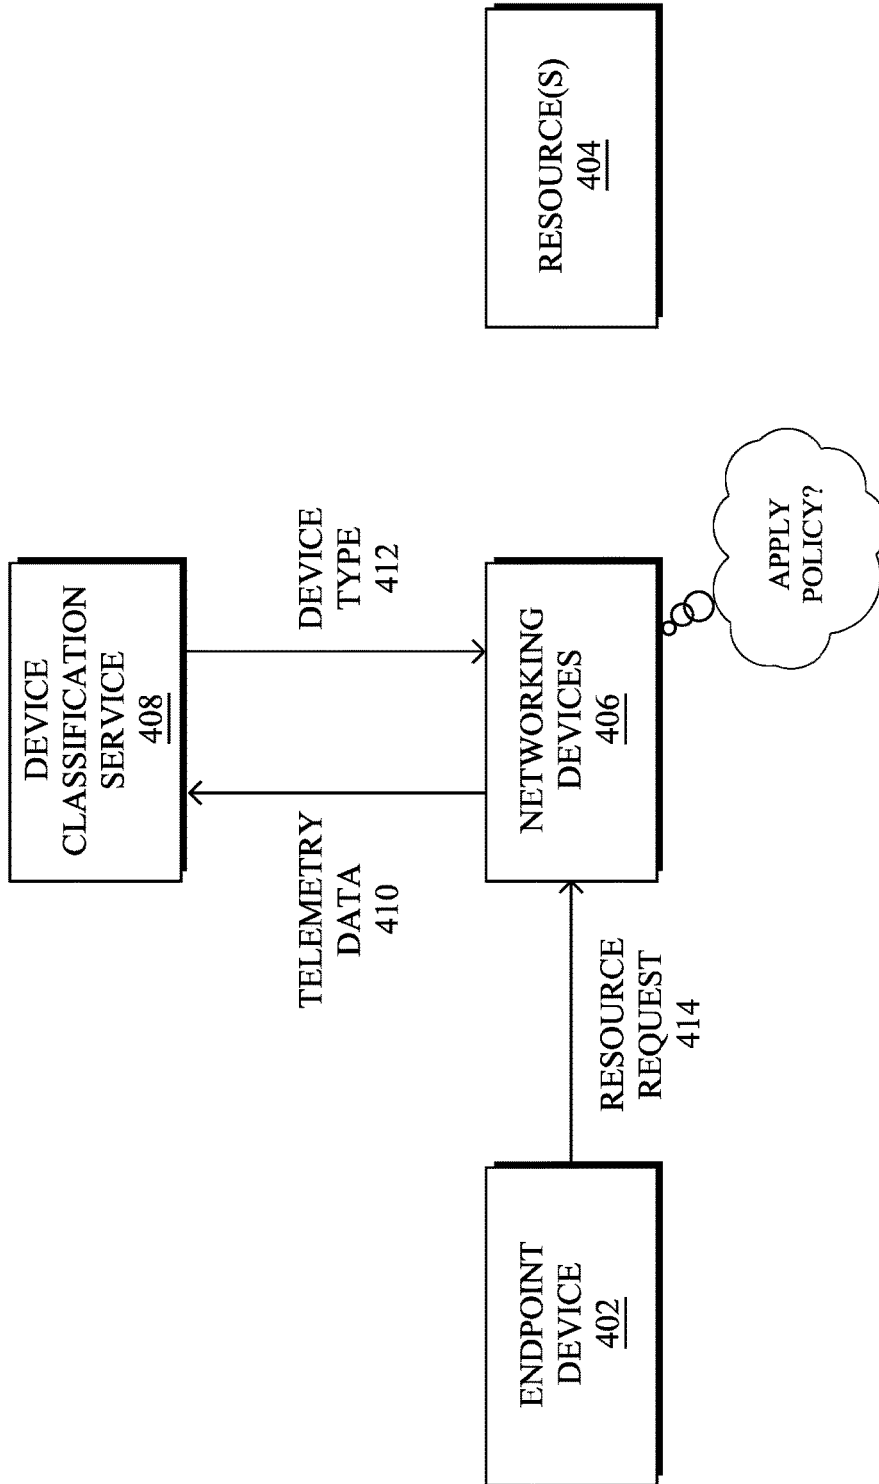 DEVICE
CLASSIFICATION
SERVICE
408
TELEMETRY
DATA
410
DEVICE
TYPE
412
ENDPOINT
DEVICE
402
RESOURCE
REQUEST
414
NETWORKING
DEVICES
406
RESOURCE(S)
404
APPLY
POLICY?